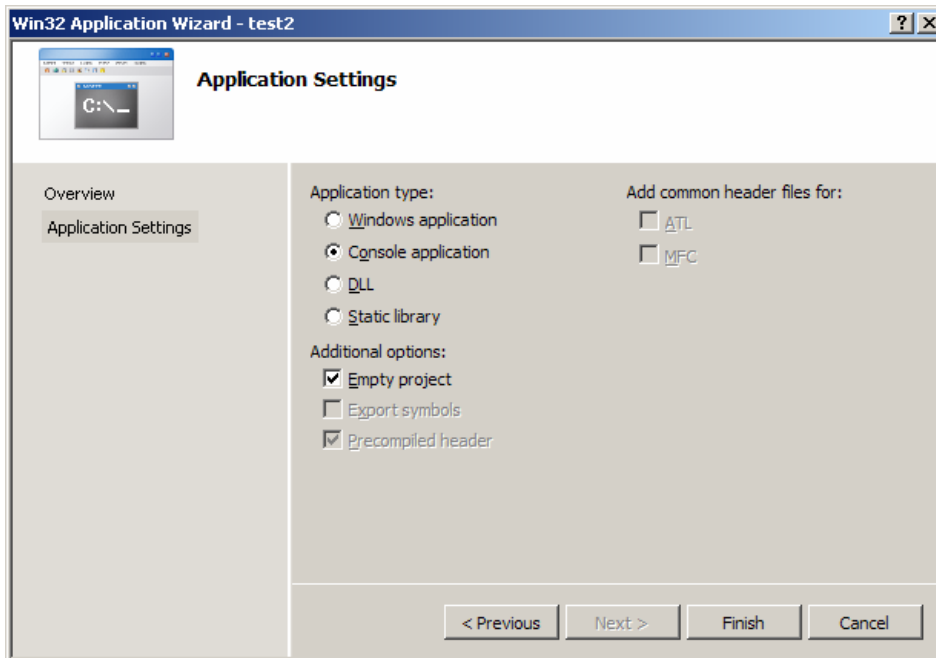 Win32 Application Wizard - test2
C:\_
Application Settings
Overview
Application Settings
Application type:
Windows application
Console application
DLL
Static library
Additional options:
Empty project
Export symbols
Precompiled header
Add common header files for:
ATL
MFC
< Previous
Next >
Finish
Cancel